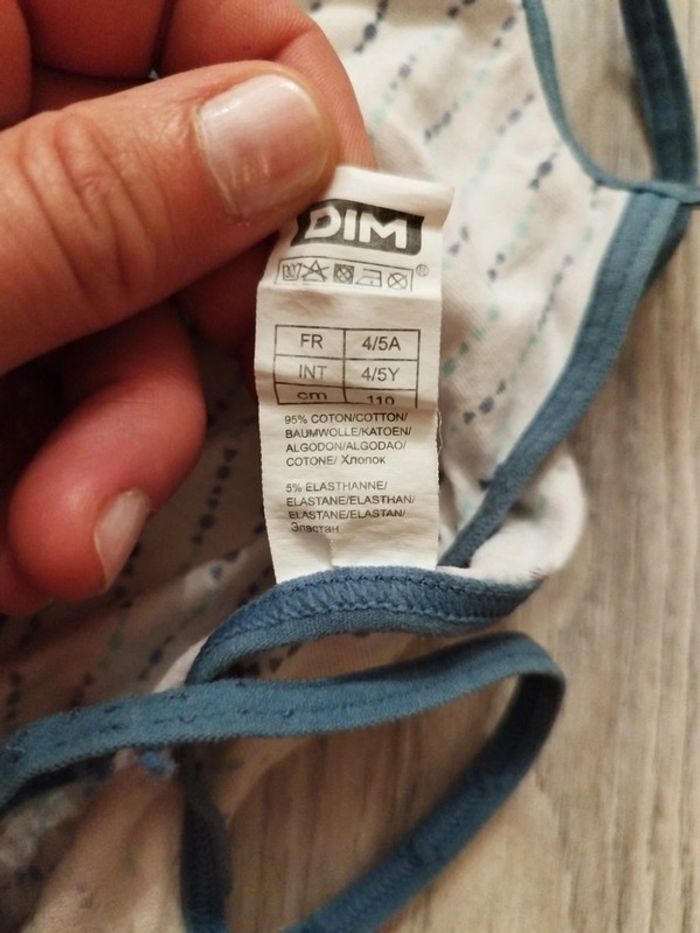 DIM
®
FR 4/5A
INT 4/5Y
cm 110
95% COTON/COTTON/
BAUMWOLLE/KATOEN/
ALGODON/ALGODAO/
COTONE/ Хлопок
5% ELASTHANNE/
ELASTANE/ELASTHAN/
ELASTANE/ELASTAN/
Эластан